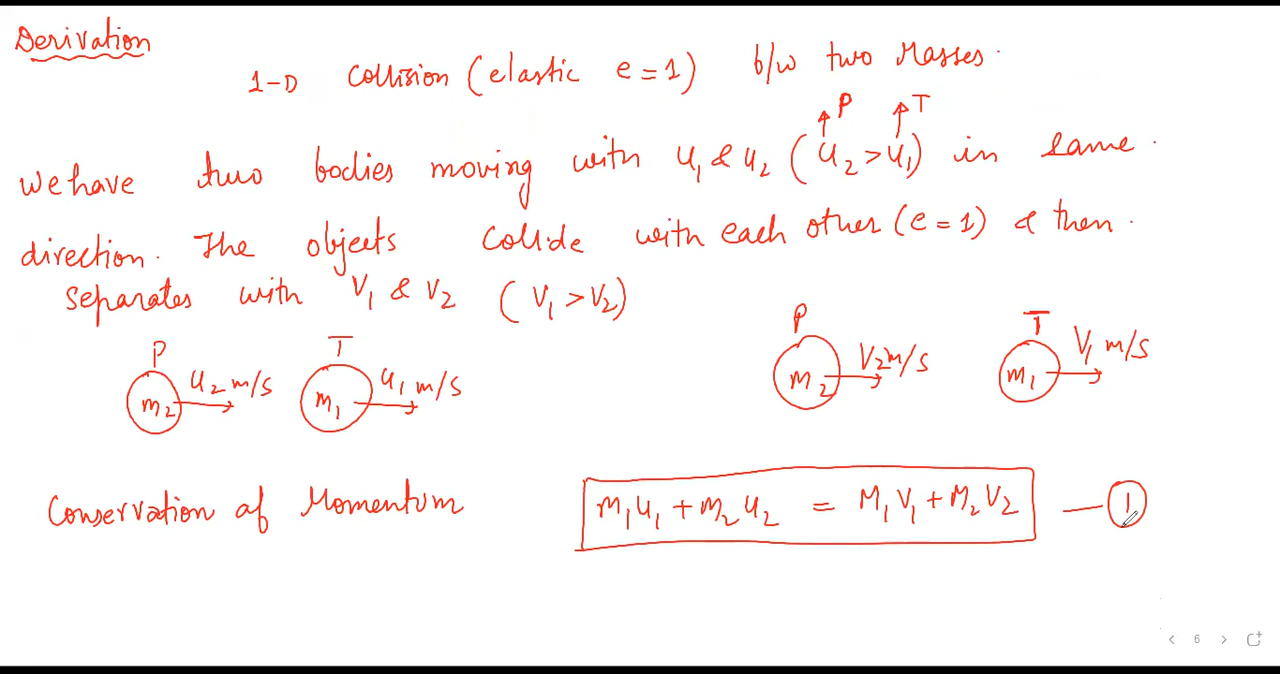 Derivation
1-D Collision (elastic e = 1) b/w two Masses.
P T
We have two bodies moving with u₁ & u₂ (u₂ > u₁) in same
direction. The objects collide with each other (e = 1) & then
separates with V₁ & V₂ (V₁ > V₂)
P T P T
m₂ u₂ m/s m₁ u₁ m/s m₂ V₂ m/s m₁ V₁ m/s
Conservation of Momentum m₁u₁ + m₂u₂ = M₁V₁ + M₂V₂ — 1
< 6 >